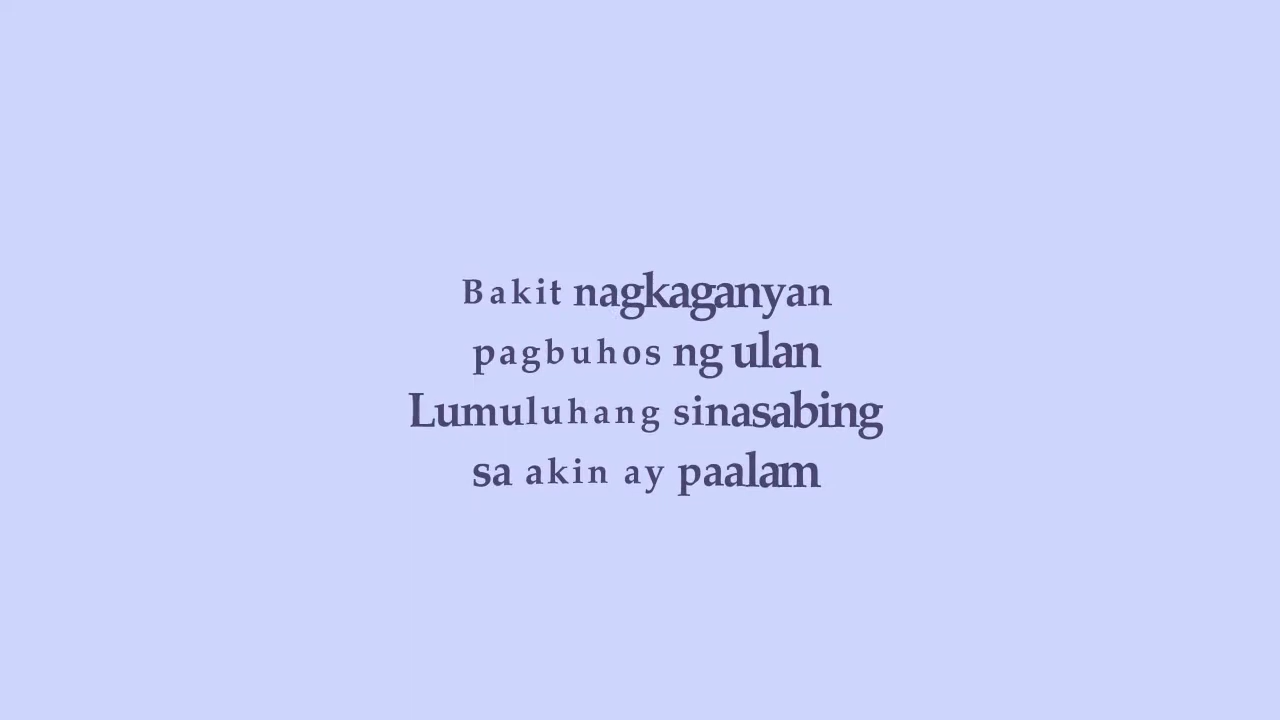 Bakit nagkaganyan
pagbuhos ng ulan
Lumuluhang sinasabing
sa akin ay paalam